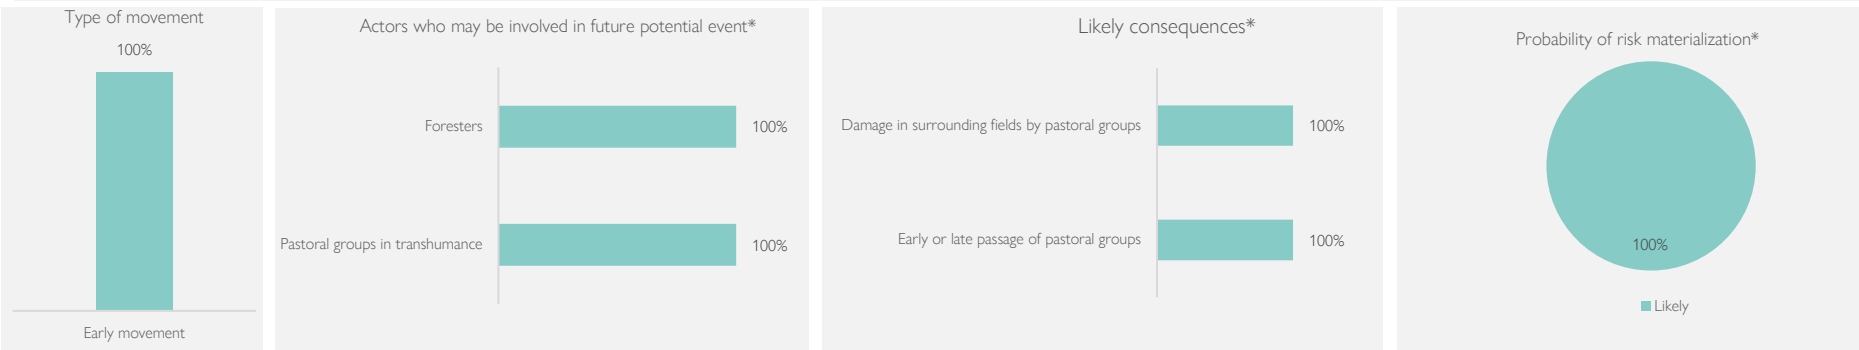 Type of movement
100%
Early movement
Actors who may be involved in future potential event*
Foresters
100%
Pastoral groups in transhumance
100%
Likely consequences*
Damage in surrounding fields by pastoral groups
100%
Early or late passage of pastoral groups
100%
Probability of risk materialization*
100%
Likely